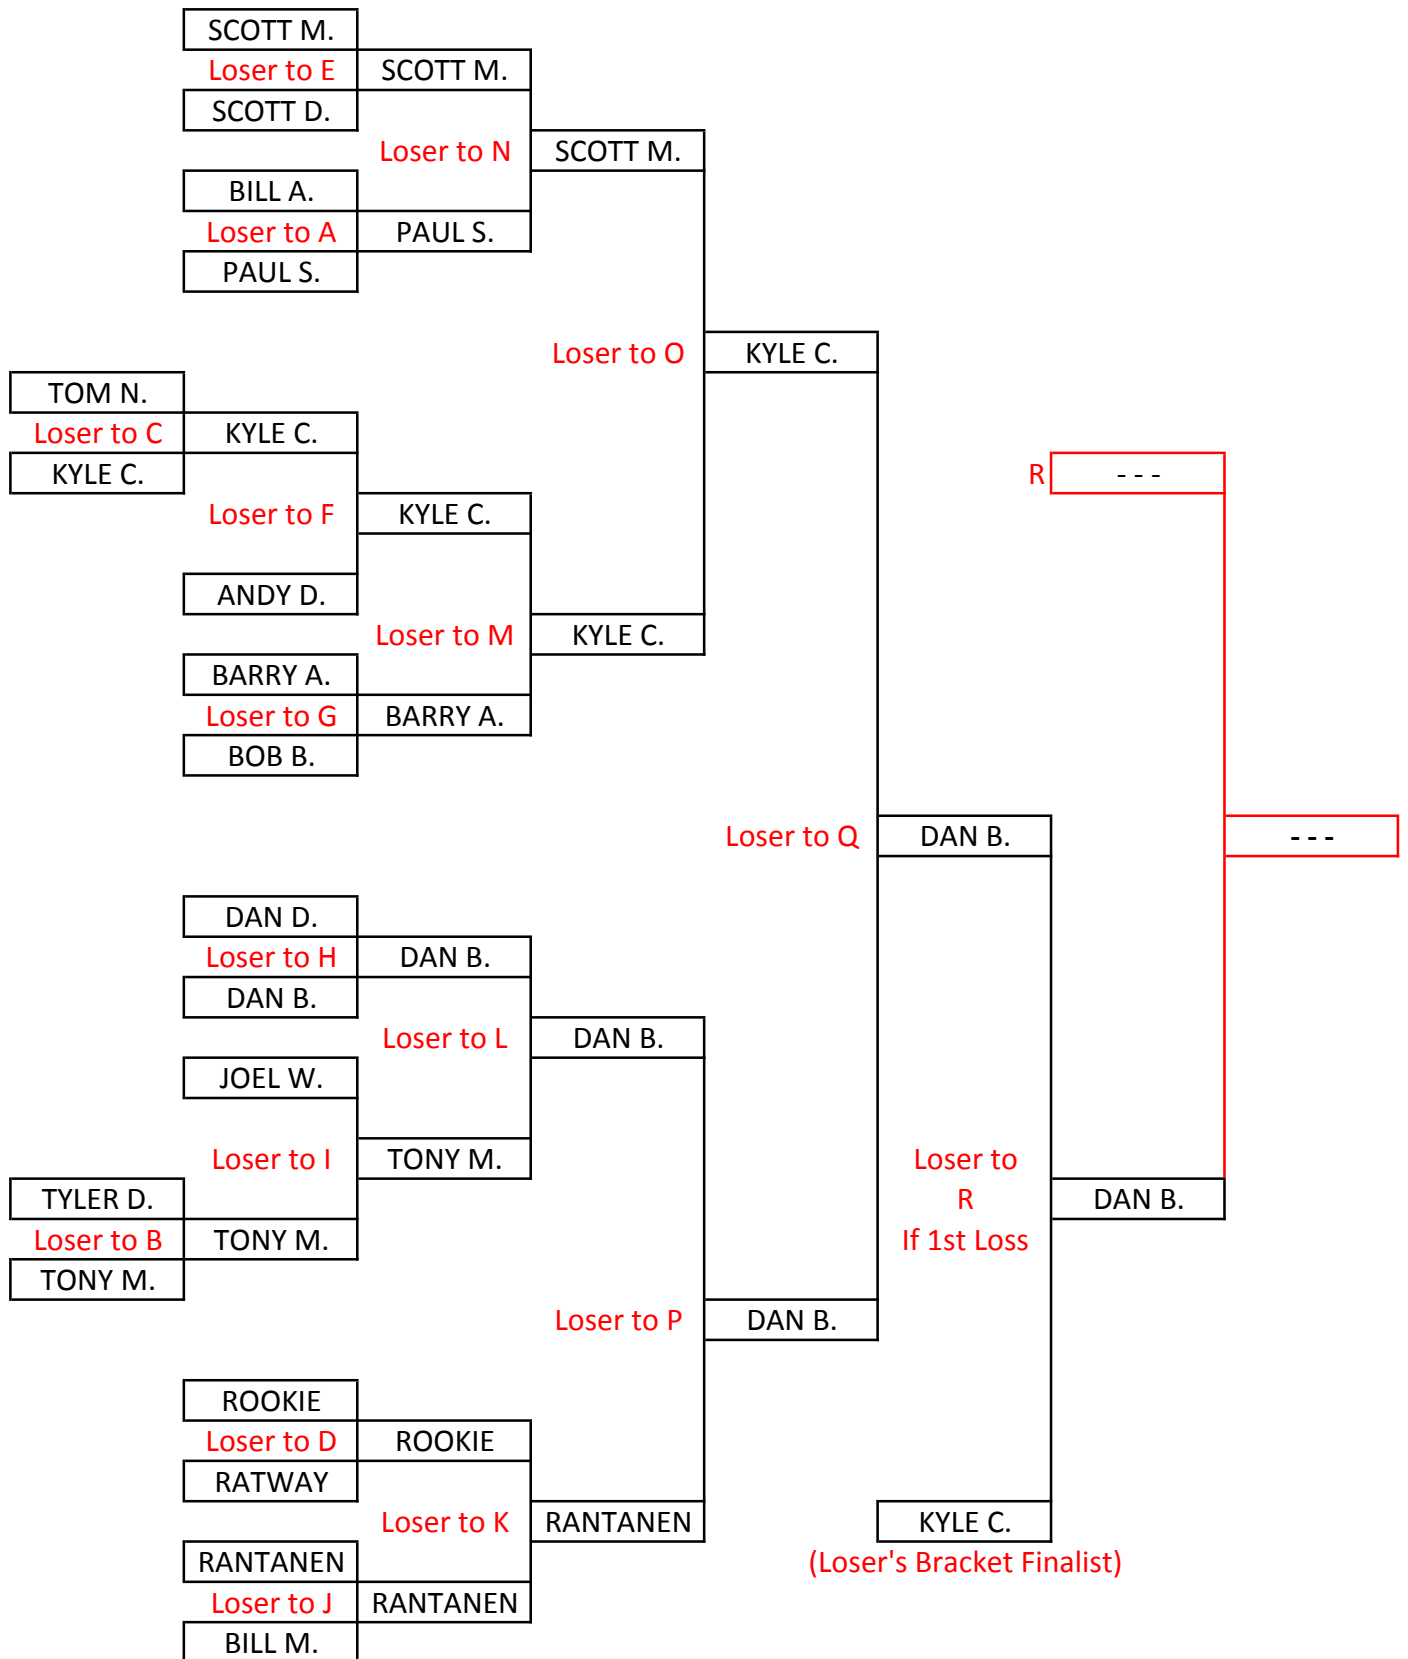 SCOTT M.
Loser to E
SCOTT M.
SCOTT D.
Loser to N
SCOTT M.
BILL A.
Loser to A
PAUL S.
PAUL S.
Loser to O
KYLE C.
TOM N.
Loser to C
KYLE C.
KYLE C.
R
- - -
Loser to F
KYLE C.
ANDY D.
Loser to M
KYLE C.
BARRY A.
Loser to G
BARRY A.
BOB B.
Loser to Q
DAN B.
- - -
DAN D.
Loser to H
DAN B.
DAN B.
Loser to L
DAN B.
JOEL W.
Loser to I
TONY M.
Loser to
R
If 1st Loss
TYLER D.
DAN B.
Loser to B
TONY M.
TONY M.
Loser to P
DAN B.
ROOKIE
Loser to D
ROOKIE
RATWAY
Loser to K
RANTANEN
KYLE C.
(Loser's Bracket Finalist)
RANTANEN
Loser to J
RANTANEN
BILL M.